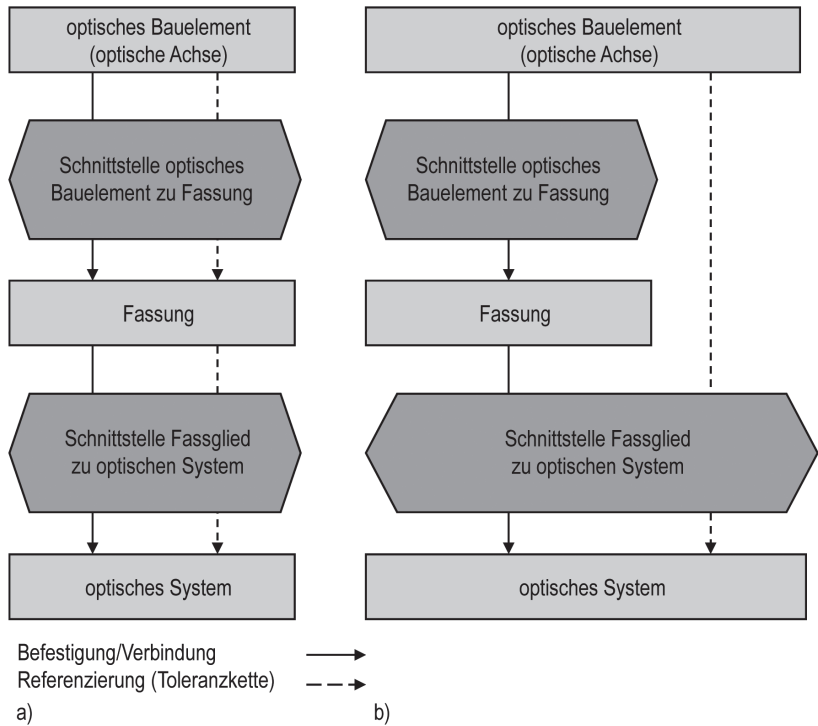 optisches Bauelement
(optische Achse)
Schnittstelle optisches
Bauelement zu Fassung
Fassung
Schnittstelle Fassglied
zu optischen System
optisches System
optisches Bauelement
(optische Achse)
Schnittstelle optisches
Bauelement zu Fassung
Fassung
Schnittstelle Fassglied
zu optischen System
optisches System
Befestigung/Verbindung
Referenzierung (Toleranzkette)
a)
b)